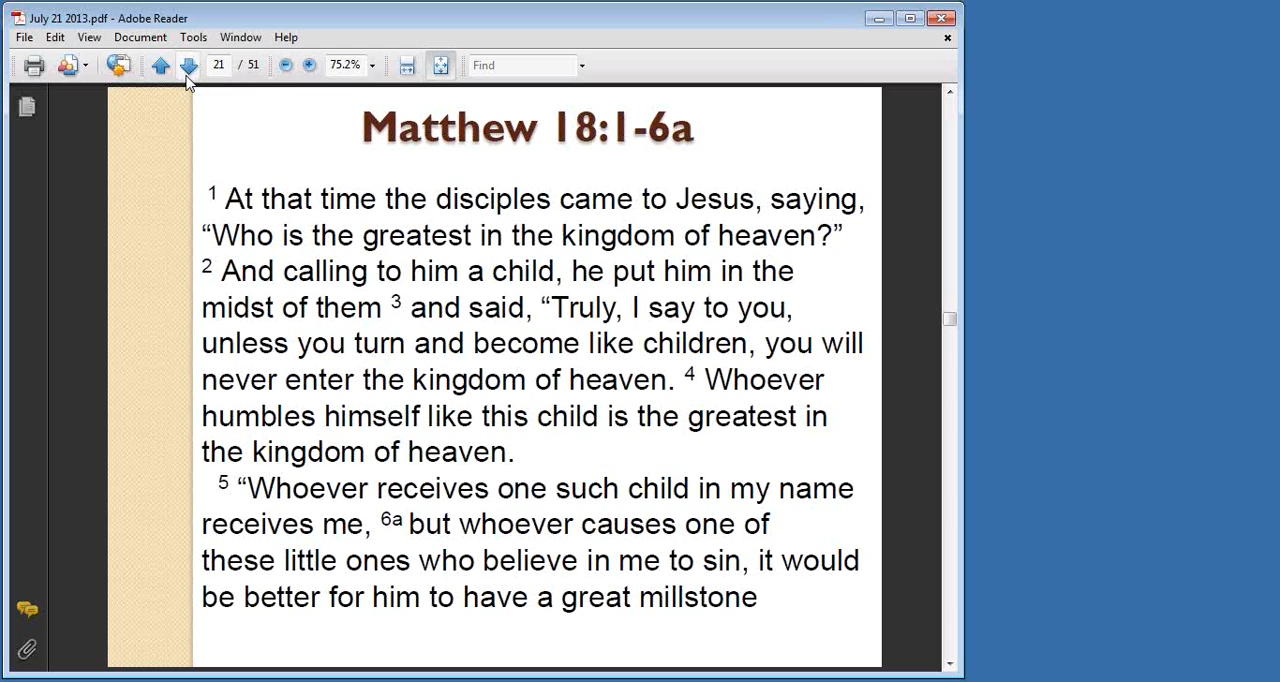 July 21 2013.pdf - Adobe Reader
File Edit View Document Tools Window Help
21 / 51 75.2% Find
Matthew 18:1-6a
1 At that time the disciples came to Jesus, saying,
“Who is the greatest in the kingdom of heaven?”
2 And calling to him a child, he put him in the
midst of them 3 and said, “Truly, I say to you,
unless you turn and become like children, you will
never enter the kingdom of heaven. 4 Whoever
humbles himself like this child is the greatest in
the kingdom of heaven.
5 “Whoever receives one such child in my name
receives me, 6a but whoever causes one of
these little ones who believe in me to sin, it would
be better for him to have a great millstone